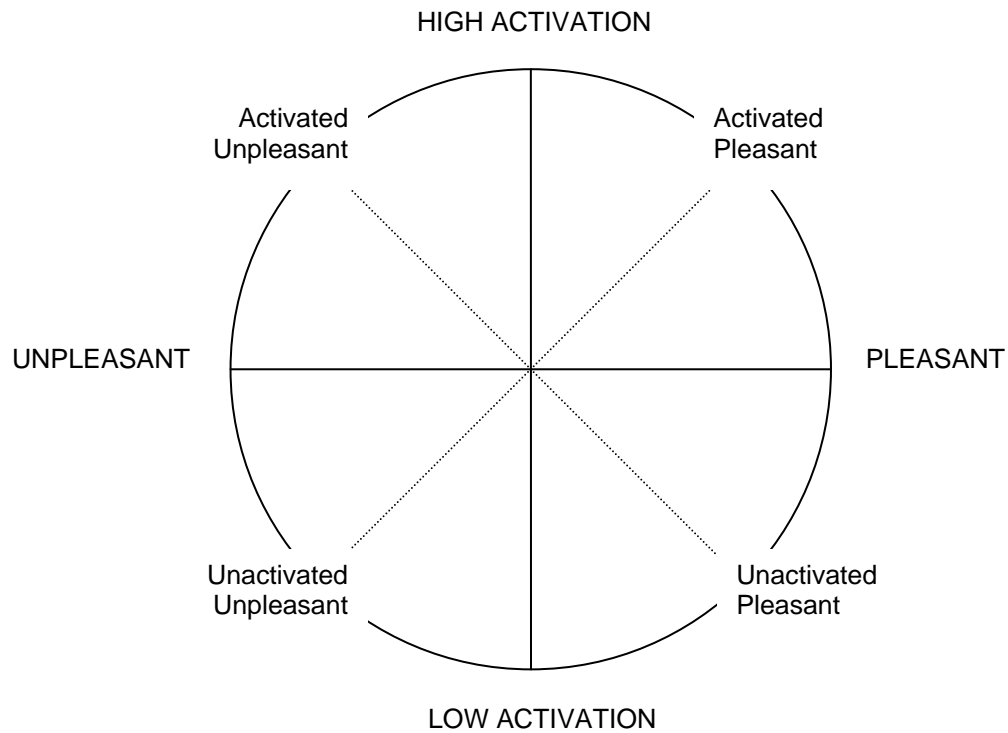 HIGH ACTIVATION
Activated
Unpleasant
Activated
Pleasant
UNPLEASANT
PLEASANT
Unactivated
Unpleasant
Unactivated
Pleasant
LOW ACTIVATION